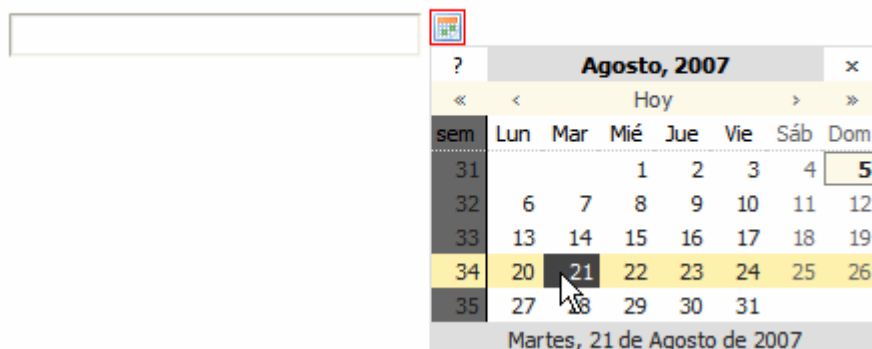 ? Agosto, 2007 ×
« ‹ Hoy › »
sem Lun Mar Mié Jue Vie Sáb Dom
31 1 2 3 4 5
32 6 7 8 9 10 11 12
33 13 14 15 16 17 18 19
34 20 21 22 23 24 25 26
35 27 28 29 30 31
Martes, 21 de Agosto de 2007